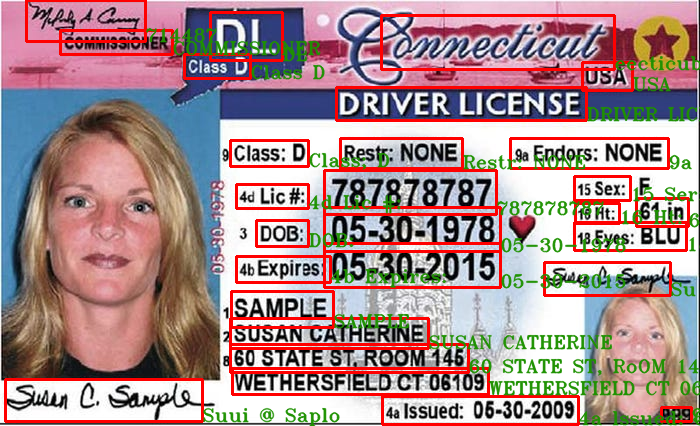 Melody A. Currey
COMMISSIONER
714487
COMMISSIONER
DL
DL
Class D
Class D
Connecticut
necticut
USA
USA
DRIVER LICENSE
DRIVER LIC
9 Class: D Restr: NONE 9a Endors: NONE
Class: D Restr: NONE 9a
4d Lic #: 787878787 15 Sex: F
4d Lic #: 787878787 15 Ser
16 Ht: 61 in
16 H
3 DOB: 05-30-1978 18 Eyes: BLU
DOB: 05-30-1978
05-30-1978
4b Expires: 05-30-2015
4b Expires: 05-30-2015
Susan C. Sample
Su
1 SAMPLE
SAMPLE
2 SUSAN CATHERINE
SUSAN CATHERINE
8 60 STATE ST, ROOM 145
60 STATE ST, RooM 14
WETHERSFIELD CT 06109
WETHERSFIELD CT 06
Susan C. Sample
Suui @ Saplo
4a Issued: 05-30-2009
4a Issued: